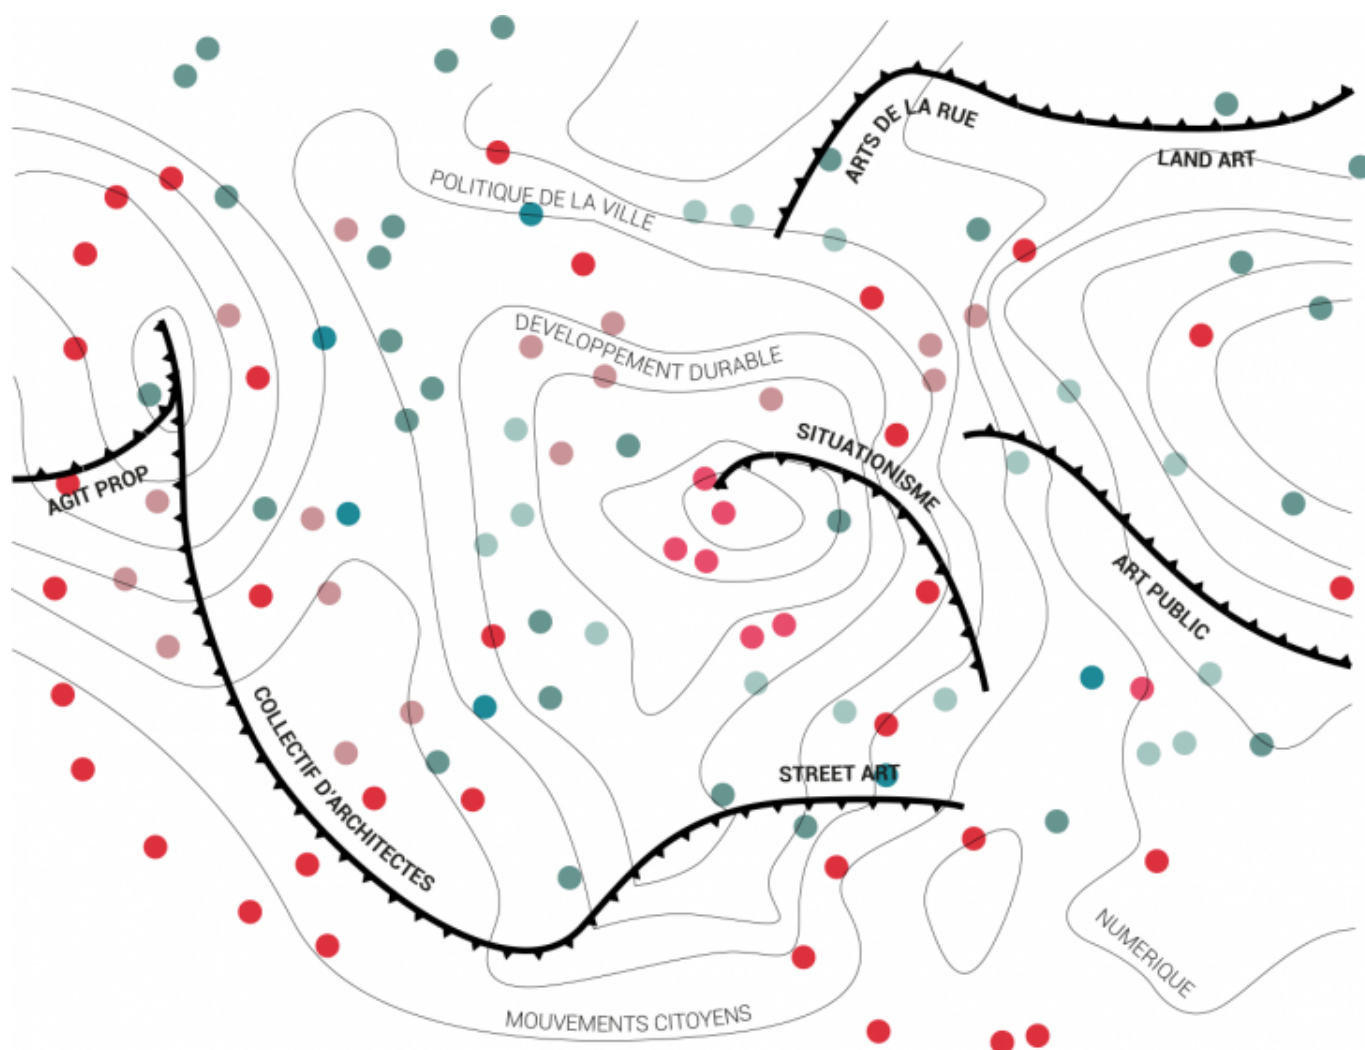 ARTS DE LA RUE
LAND ART
POLITIQUE DE LA VILLE
DEVELOPPEMENT DURABLE
SITUATIONISME
AGIT PROP
ART PUBLIC
COLLECTIF D'ARCHITECTES
STREET ART
NUMERIQUE
MOUVEMENTS CITOYENS